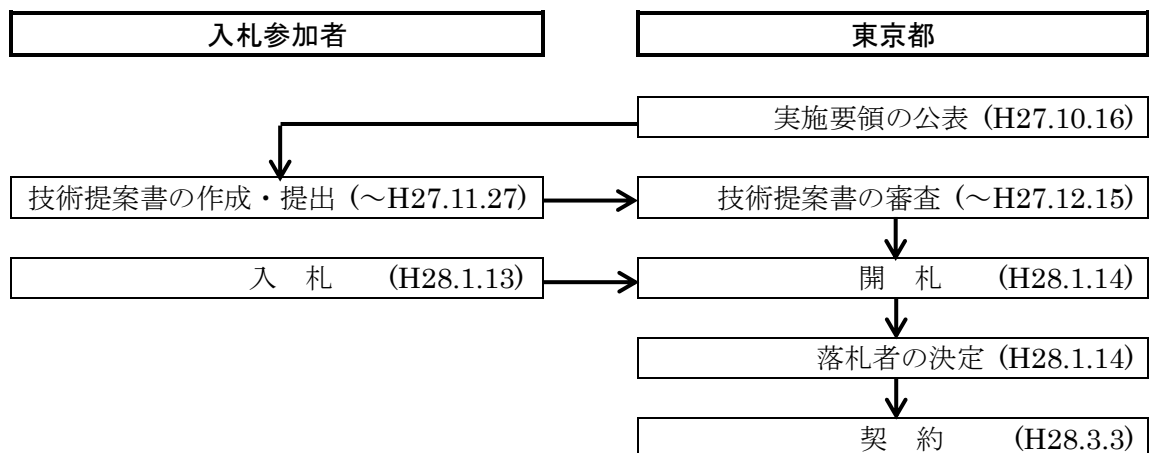 入札参加者
東京都
実施要領の公表 (H27.10.16)
技術提案書の作成・提出 (～H27.11.27)
技術提案書の審査 (～H27.12.15)
入　札　　(H28.1.13)
開　札　　(H28.1.14)
落札者の決定 (H28.1.14)
契　約　　(H28.3.3)